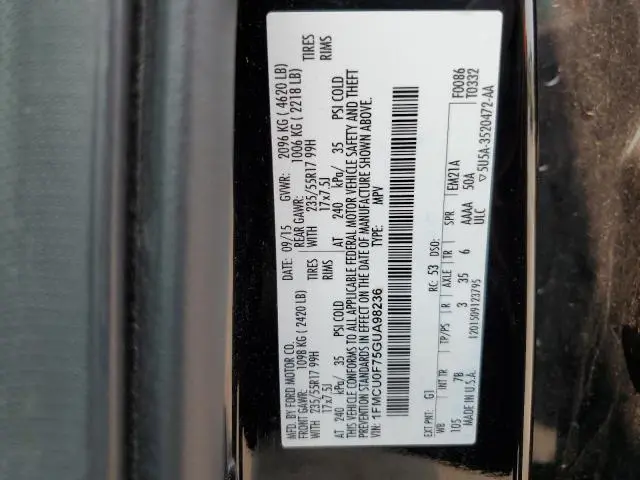 MFD. BY FORD MOTOR CO. DATE: 09/15 GVWR: 2096 KG ( 4620 LB)
FRONT GAWR: 1098 KG ( 2420 LB) REAR GAWR: 1006 KG ( 2218 LB)
WITH 235/55R17 99H TIRES WITH 235/55R17 99H TIRES
17x7.5J RIMS 17x7.5J RIMS
AT 240 kPa/ 35 PSI COLD AT 240 kPa/ 35 PSI COLD
THIS VEHICLE CONFORMS TO ALL APPLICABLE FEDERAL MOTOR VEHICLE SAFETY AND THEFT
PREVENTION STANDARDS IN EFFECT ON THE DATE OF MANUFACTURE SHOWN ABOVE.
VIN: 1FMCU0F75GUA98236 MPV
F0086
T0332
EXT PNT: G1 RC: 53 DSO:
WB INT TR TP/PS R AXLE TR SPR EM21A
105 7B 3 35 6 AAAA 50A
ULC
MADE IN U.S.A. 1201509123795 ▽5U5A-3520472-AA